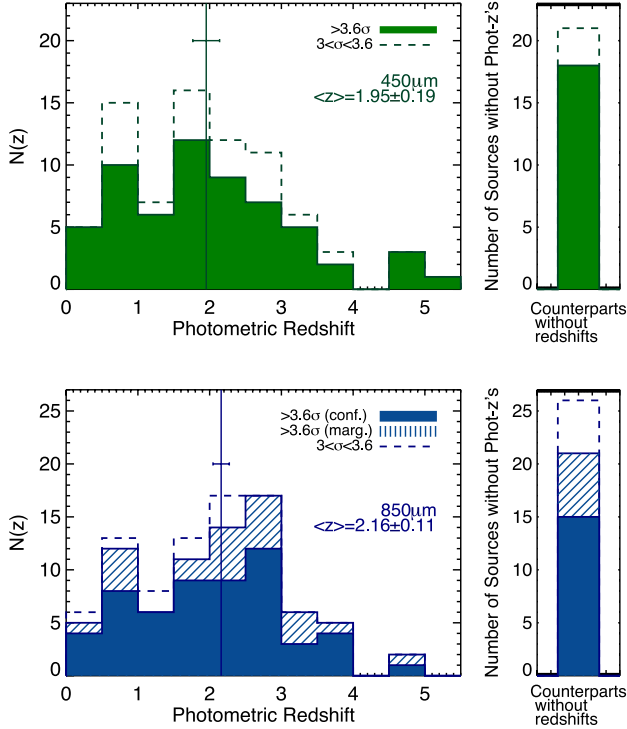 >3.6σ
3<σ<3.6
450μm
<z>=1.95±0.19
N(z)
20
15
10
5
0
0 1 2 3 4 5
Photometric Redshift
Number of Sources without Phot-z's
20
15
10
5
0
Counterparts
without
redshifts
>3.6σ (conf.)
>3.6σ (marg.)
3<σ<3.6
850μm
<z>=2.16±0.11
N(z)
25
20
15
10
5
0
0 1 2 3 4 5
Photometric Redshift
Number of Sources without Phot-z's
25
20
15
10
5
0
Counterparts
without
redshifts